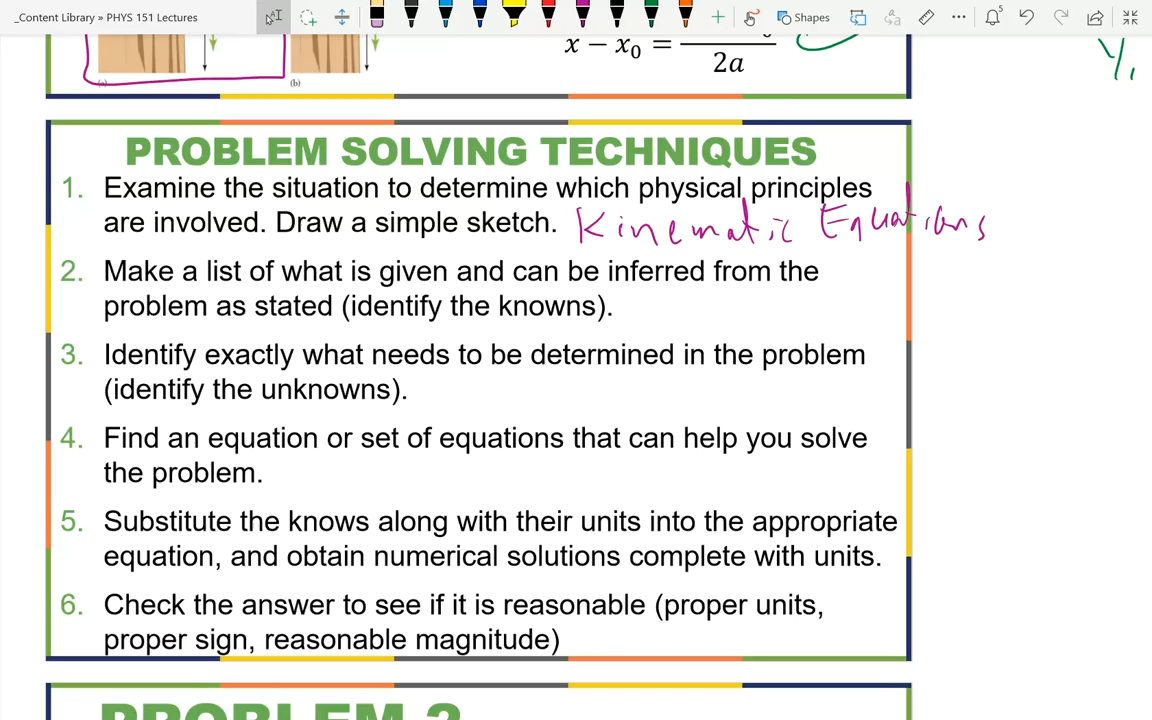 _Content Library » PHYS 151 Lectures
Shapes
5
(a)
(b)
x − x₀ =
2a
PROBLEM SOLVING TECHNIQUES
1. Examine the situation to determine which physical principles
are involved. Draw a simple sketch. Kinematic Equations
2. Make a list of what is given and can be inferred from the
problem as stated (identify the knowns).
3. Identify exactly what needs to be determined in the problem
(identify the unknowns).
4. Find an equation or set of equations that can help you solve
the problem.
5. Substitute the knows along with their units into the appropriate
equation, and obtain numerical solutions complete with units.
6. Check the answer to see if it is reasonable (proper units,
proper sign, reasonable magnitude)
PROBLEM 2